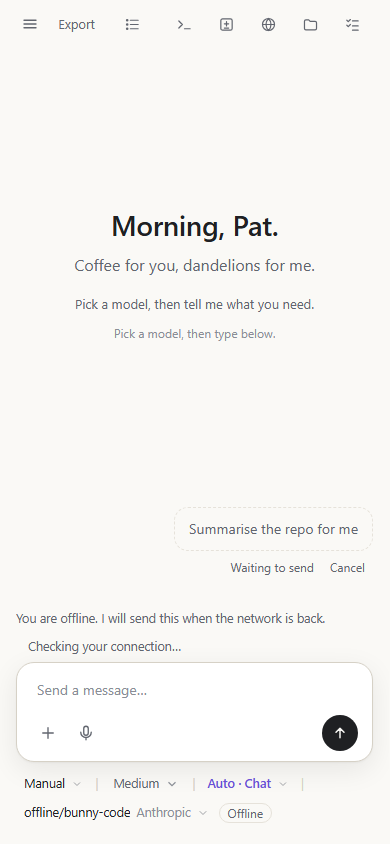 Export
Morning, Pat.
Coffee for you, dandelions for me.
Pick a model, then tell me what you need.
Pick a model, then type below.
Summarise the repo for me
Waiting to send Cancel
You are offline. I will send this when the network is back.
Checking your connection...
Send a message...
Manual | Medium | Auto · Chat |
offline/bunny-code Anthropic Offline